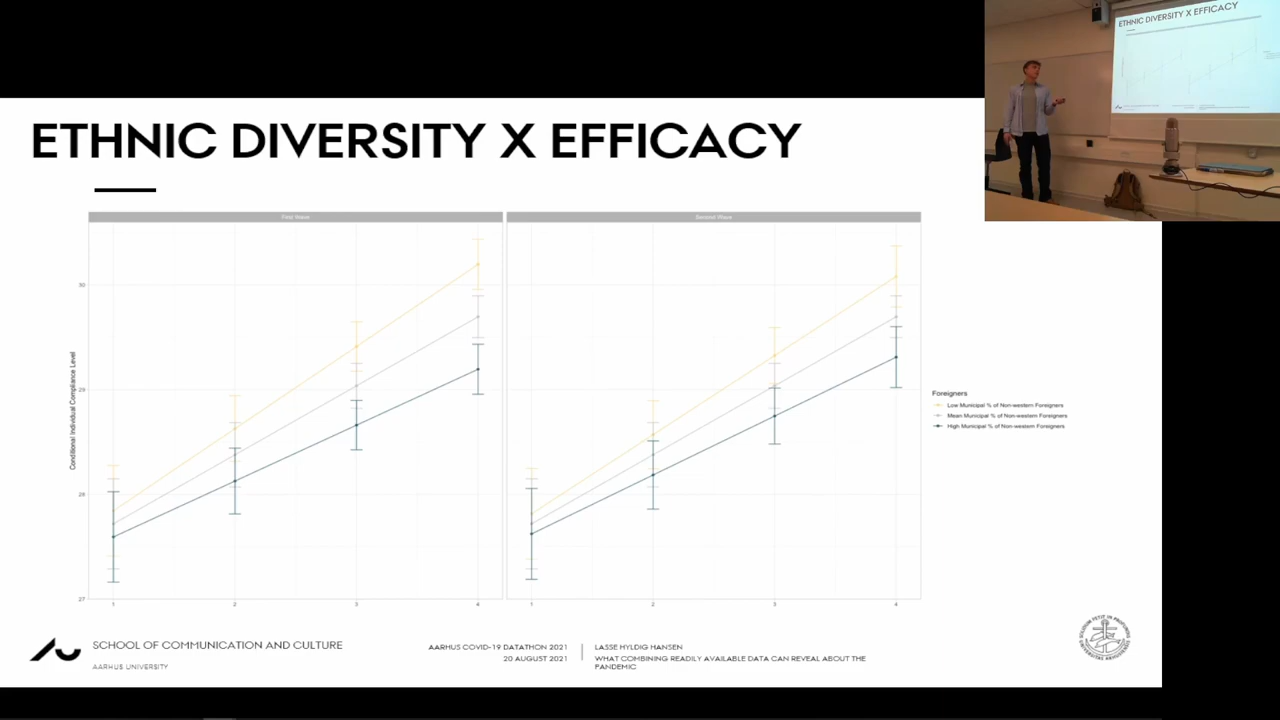 ETHNIC DIVERSITY X EFFICACY
ETHNIC DIVERSITY X EFFICACY
First Wave
Second Wave
Conditional Individual Compliance Level
30
29
28
27
1
2
3
4
1
2
3
4
Foreigners
Low Municipal % of Non-western Foreigners
Mean Municipal % of Non-western Foreigners
High Municipal % of Non-western Foreigners
SCHOOL OF COMMUNICATION AND CULTURE
AARHUS UNIVERSITY
AARHUS COVID-19 DATATHON 2021
20 AUGUST 2021
LASSE HYLDIG HANSEN
WHAT COMBINING READILY AVAILABLE DATA CAN REVEAL ABOUT THE
PANDEMIC